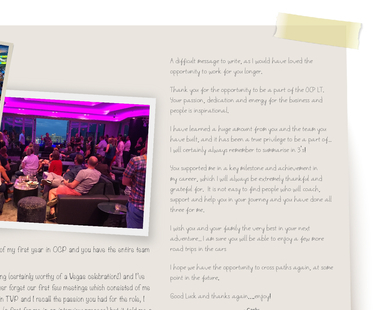 A difficult message to write, as I would have loved the
opportunity to work for you longer.
Thank you for the opportunity to be a part of the OCP LT.
Your passion, dedication and energy for the business and
people is inspirational.
I have learned a huge amount from you and the team you
have built, and it has been a true privilege to be a part of...
I will certainly always remember to summarise in 3's!
You supported me in a key milestone and achievement in
my career, which I will always be extremely thankful and
grateful for, it is not easy to find people who will coach,
support and help you in your journey and you have done all
three for me.
I wish you and your family the very best in your next
adventure... I am sure you will be able to enjoy a few more
road trips in the cars
I hope we have the opportunity to cross paths again, at some
point in the future,
Good Luck and thanks again....enjoy!
of my first year in OCP and you have the entire team
ng (certainly worthy of a Vegas celebration!) and I've
er forget our first few meetings which consisted of me
n TVP and I recall the passion you had for the role, I